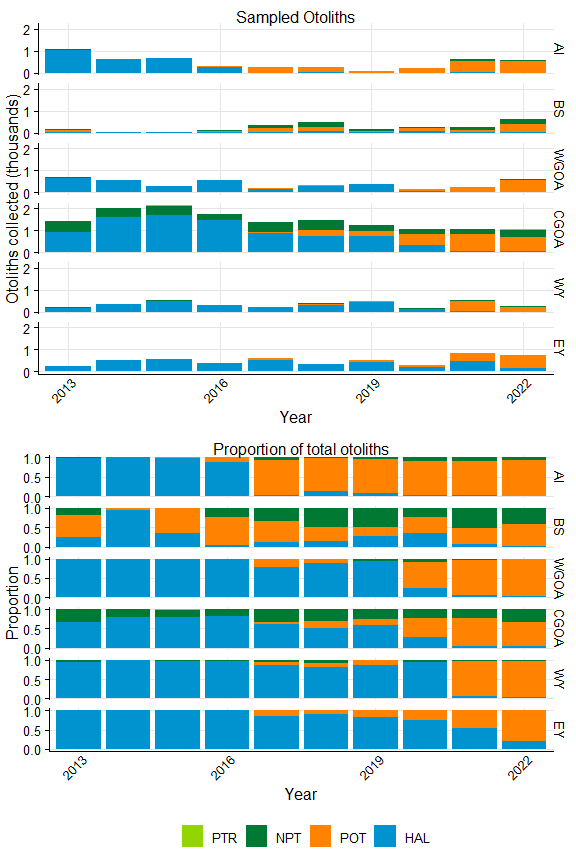 Sampled Otoliths
Otoliths collected (thousands)
2
1
0
AI
2
1
0
BS
2
1
0
WGOA
2
1
0
CGOA
2
1
0
WY
2
1
0
EY
2013 2016 2019 2022
Year
Proportion of total otoliths
Proportion
1.0
0.5
0.0
AI
1.0
0.5
0.0
BS
1.0
0.5
0.0
WGOA
1.0
0.5
0.0
CGOA
1.0
0.5
0.0
WY
1.0
0.5
0.0
EY
2013 2016 2019 2022
Year
PTR NPT POT HAL